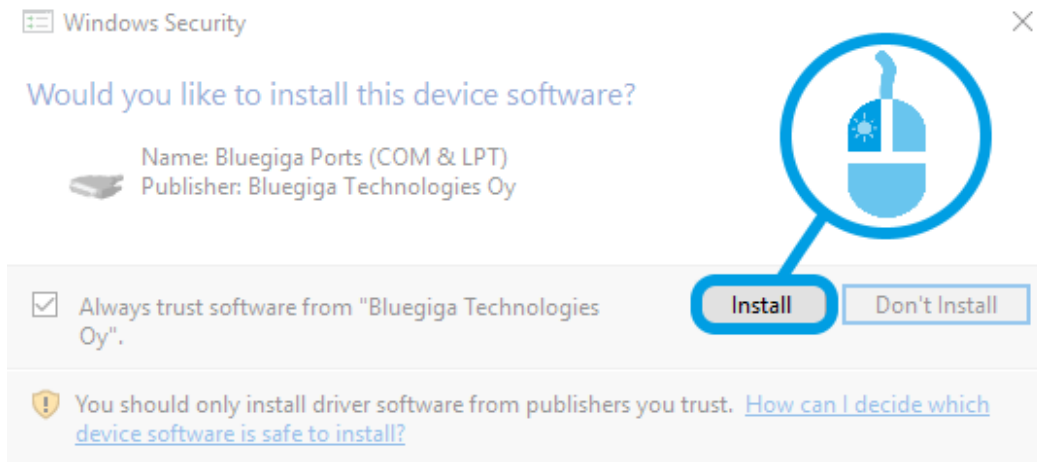 Windows Security
Would you like to install this device software?
Name: Bluegiga Ports (COM & LPT)
Publisher: Bluegiga Technologies Oy
Always trust software from "Bluegiga Technologies
Oy".
Install
Don't Install
You should only install driver software from publishers you trust. How can I decide which
device software is safe to install?